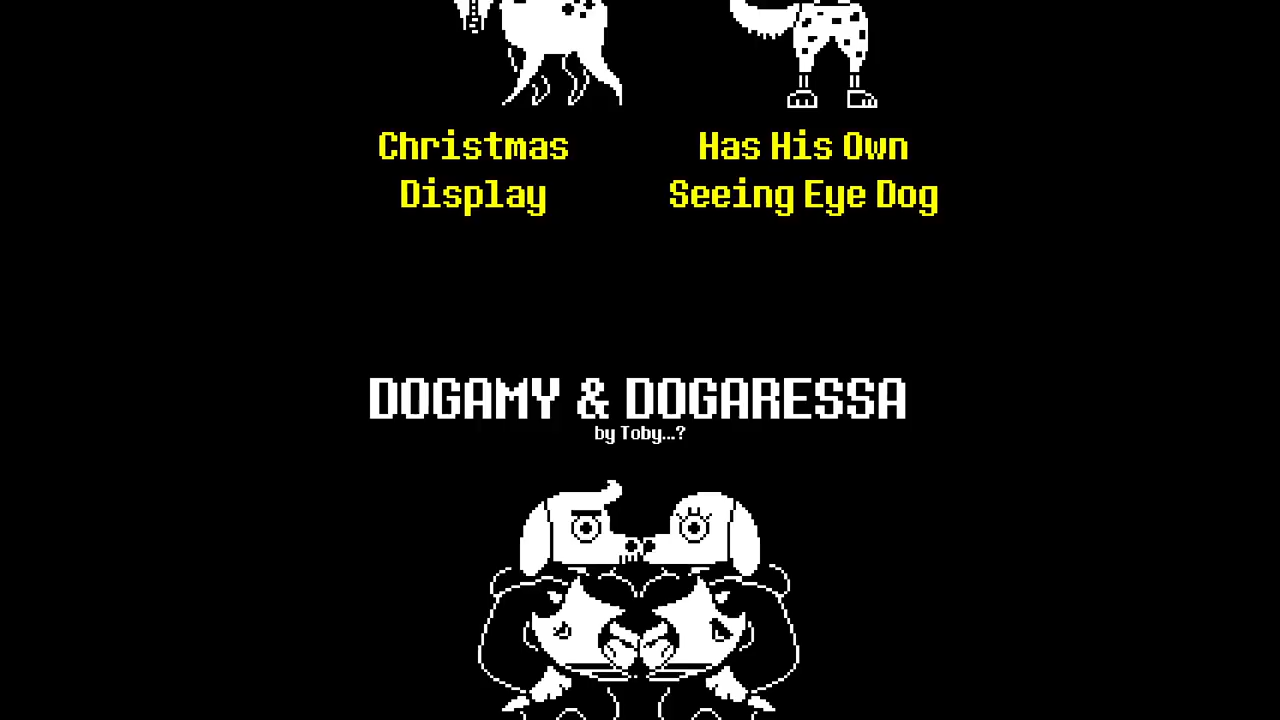 Christmas
Display
Has His Own
Seeing Eye Dog
DOGAMY & DOGARESSA
by Toby...?